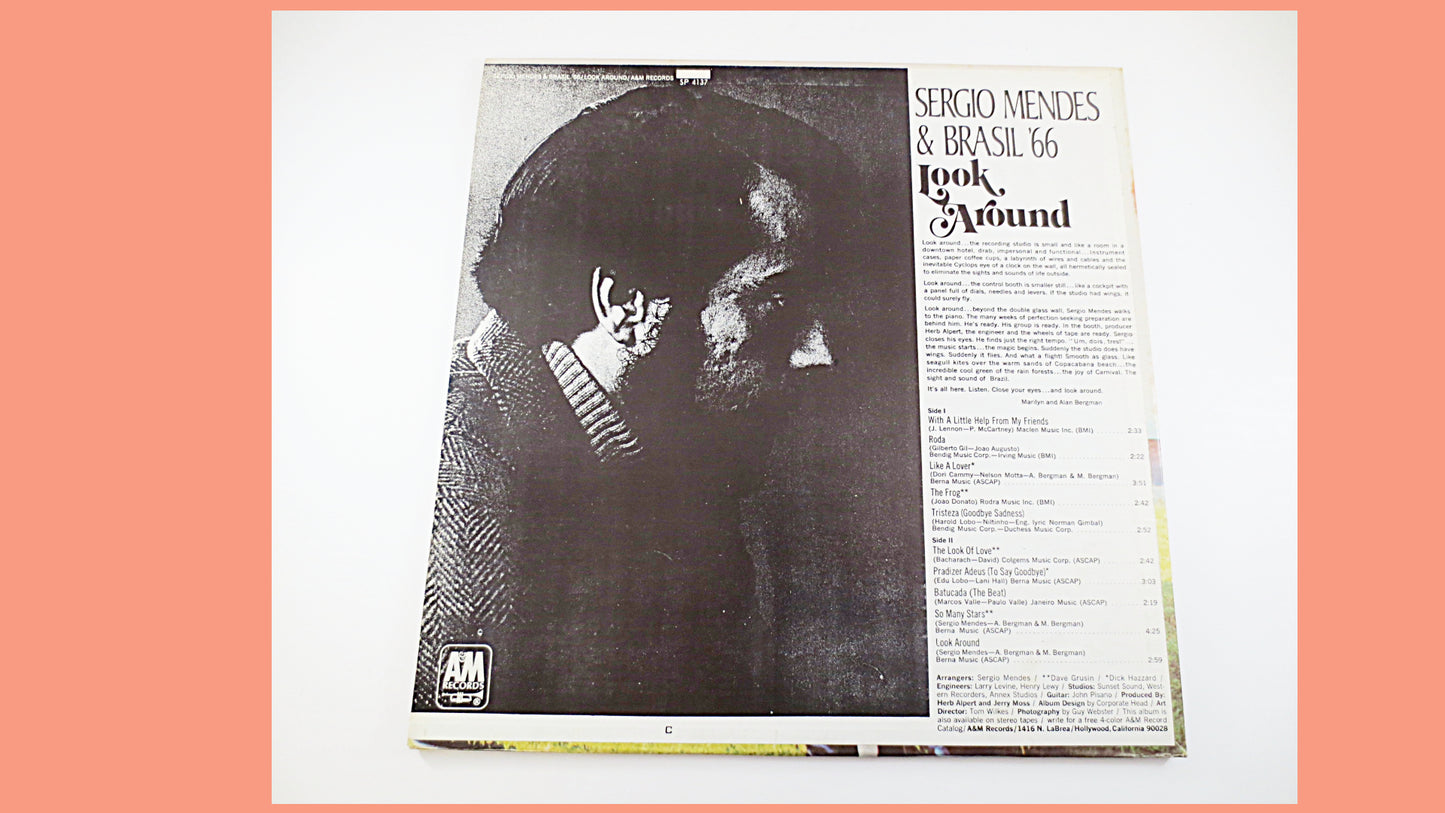 SERGIO MENDES & BRASIL '66/LOOK AROUND/A&M RECORDS
SP 4137
SERGIO MENDES
& BRASIL '66
Look
Around
Look around...the recording studio is small and like a room in a
downtown hotel, drab, impersonal and functional...Instrument
cases, paper coffee cups, a labyrinth of wires and cables and the
inevitable Cyclops eye of a clock on the wall, all hermetically sealed
to eliminate the sights and sounds of life outside.
Look around...the control booth is smaller still...like a cockpit with
a panel full of dials, needles and levers. If the studio had wings, it
could surely fly.
Look around...beyond the double glass wall, Sergio Mendes walks
to the piano. The many weeks of perfection-seeking preparation are
behind him. He's ready. His group is ready. In the booth, producer
Herb Alpert, the engineer and the wheels of tape are ready. Sergio
closes his eyes. He finds just the right tempo. "Um, dois, tres!"...
the music starts...the magic begins. Suddenly the studio does have
wings. Suddenly it flies. And what a flight! Smooth as glass. Like
seagull kites over the warm sands of Copacabana beach...the
incredible cool green of the rain forests...the joy of Carnival. The
sight and sound of Brazil.
It's all here. Listen. Close your eyes...and look around.
Marilyn and Alan Bergman
Side I
With A Little Help From My Friends
(J. Lennon—P. McCartney) Maclen Music Inc. (BMI) ........ 2:33
Roda
(Gilberto Gil—Joao Augusto)
Bendig Music Corp.—Irving Music (BMI) ........ 2:22
Like A Lover*
(Dori Cammy—Nelson Motta—A. Bergman & M. Bergman)
Berna Music (ASCAP) ........ 3:51
The Frog**
(Joao Donato) Rodra Music Inc. (BMI) ........ 2:42
Tristeza (Goodbye Sadness)
(Harold Lobo—Niltinho—Eng. lyric Norman Gimbal)
Bendig Music Corp.—Duchess Music Corp. ........ 2:52
Side II
The Look Of Love**
(Bacharach—David) Colgems Music Corp. (ASCAP) ........ 2:42
Pradizer Adeus (To Say Goodbye)*
(Edu Lobo—Lani Hall) Berna Music (ASCAP) ........ 3:03
Batucada (The Beat)
(Marcos Valle—Paulo Valle) Janeiro Music (ASCAP) ........ 2:19
So Many Stars**
(Sergio Mendes—A. Bergman & M. Bergman)
Berna Music (ASCAP) ........ 4:25
Look Around
(Sergio Mendes—A. Bergman & M. Bergman)
Berna Music (ASCAP) ........ 2:59
Arrangers: Sergio Mendes / **Dave Grusin / *Dick Hazzard /
Engineers: Larry Levine, Henry Lewy / Studios: Sunset Sound, West-
ern Recorders, Annex Studios / Guitar: John Pisano / Produced By:
Herb Alpert and Jerry Moss / Album Design by Corporate Head / Art
Director: Tom Wilkes / Photography by Guy Webster / This album is
also available on stereo tapes / write for a free 4-color A&M Record
Catalog/A&M Records/1416 N. LaBrea/Hollywood, California 90028
A&M
RECORDS
C